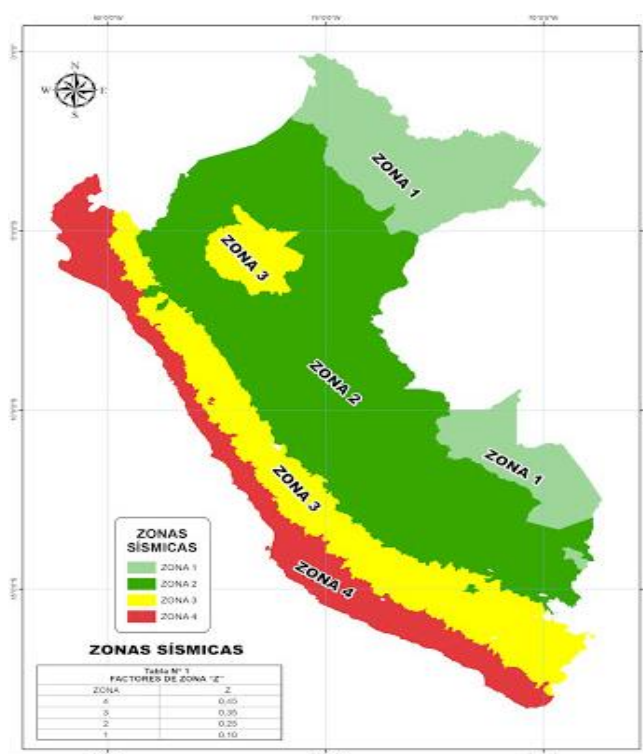 N
W
E
S
ZONA 1
ZONA 3
ZONA 2
ZONA 1
ZONA 3
ZONA 4
ZONAS
SÍSMICAS
ZONA 1
ZONA 2
ZONA 3
ZONA 4
ZONAS SÍSMICAS
Tabla N° 1
FACTORES DE ZONA "Z"
ZONA Z
4 0,45
3 0,35
2 0,25
1 0,10